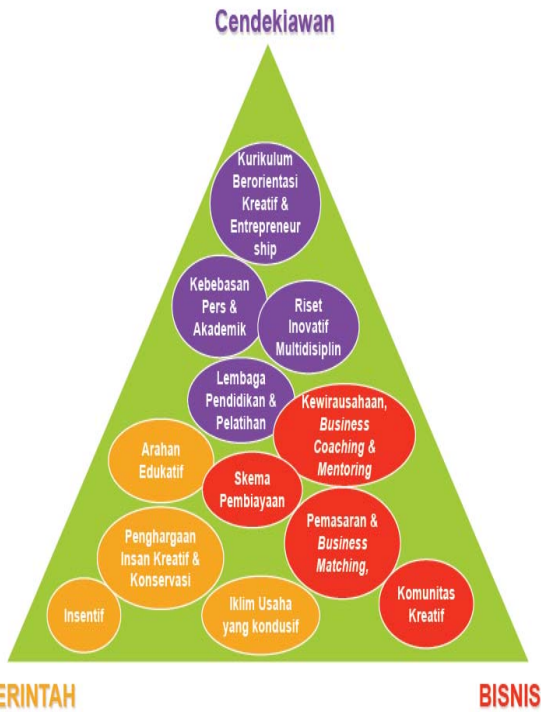 Cendekiawan
Kurikulum
Berorientasi
Kreatif &
Entrepreneur
ship
Kebebasan
Pers &
Akademik
Riset
Inovatif
Multidisiplin
Lembaga
Pendidikan &
Pelatihan
Kewirausahaan,
Business
Coaching &
Mentoring
Arahan
Edukatif
Skema
Pembiayaan
Pemasaran &
Business
Matching,
Penghargaan
Insan Kreatif &
Konservasi
Insentif
Iklim Usaha
yang kondusif
Komunitas
Kreatif
ERINTAH
BISNIS